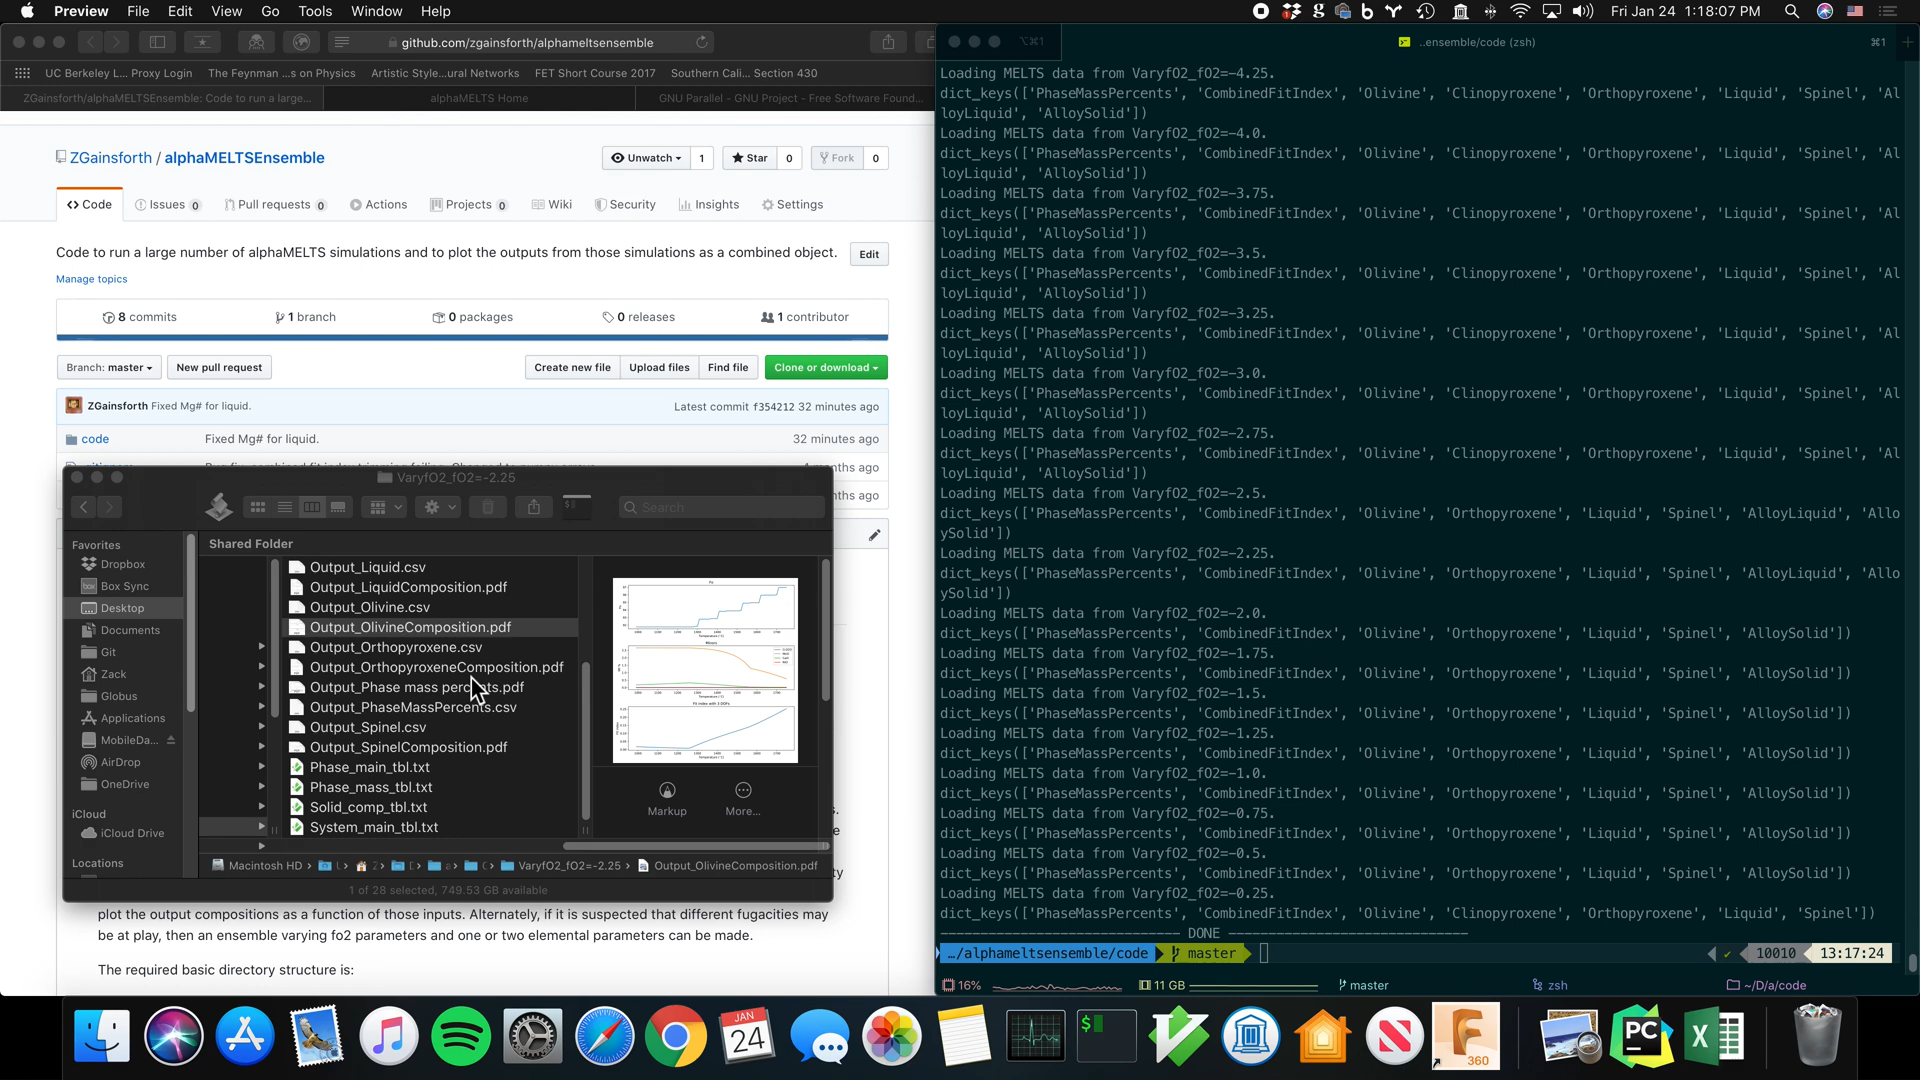 Preview File Edit View Go Tools Window Help
Fri Jan 24 1:18:07 PM
github.com/zgainsforth/alphameltsensemble
UC Berkeley L... Proxy Login The Feynman ...s on Physics Artistic Style...ural Networks FET Short Course 2017 Southern Cali... Section 430
ZGainsforth/alphaMELTSEnsemble: Code to run a large... alphaMELTS Home GNU Parallel - GNU Project - Free Software Found...
ZGainsforth / alphaMELTSEnsemble
Unwatch 1 Star 0 Fork 0
Code Issues 0 Pull requests 0 Actions Projects 0 Wiki Security Insights Settings
Code to run a large number of alphaMELTS simulations and to plot the outputs from those simulations as a combined object. Edit
Manage topics
8 commits 1 branch 0 packages 0 releases 1 contributor
Branch: master New pull request Create new file Upload files Find file Clone or download
ZGainsforth Fixed Mg# for liquid. Latest commit f354212 32 minutes ago
code Fixed Mg# for liquid. 32 minutes ago
nths ago
ths ago
VaryfO2_fO2=-2.25
Search
Shared Folder
Favorites
Dropbox
Box Sync
Desktop
Documents
Git
Zack
Globus
Applications
MobileDa...
AirDrop
OneDrive
iCloud
iCloud Drive
Locations
Output_Liquid.csv
Output_LiquidComposition.pdf
Output_Olivine.csv
Output_OlivineComposition.pdf
Output_Orthopyroxene.csv
Output_OrthopyroxeneComposition.pdf
Output_Phase mass percents.pdf
Output_PhaseMassPercents.csv
Output_Spinel.csv
Output_SpinelComposition.pdf
Phase_main_tbl.txt
Phase_mass_tbl.txt
Solid_comp_tbl.txt
System_main_tbl.txt
Markup More...
Macintosh HD VaryfO2_fO2=-2.25 Output_OlivineComposition.pdf
1 of 28 selected, 749.53 GB available
plot the output compositions as a function of those inputs. Alternately, if it is suspected that different fugacities may
be at play, then an ensemble varying fo2 parameters and one or two elemental parameters can be made.
The required basic directory structure is:
⌥⌘1 ..ensemble/code (zsh) ⌘1
Loading MELTS data from VaryfO2_fO2=-4.25.
dict_keys(['PhaseMassPercents', 'CombinedFitIndex', 'Olivine', 'Clinopyroxene', 'Orthopyroxene', 'Liquid', 'Spinel', 'Al
loyLiquid', 'AlloySolid'])
Loading MELTS data from VaryfO2_fO2=-4.0.
dict_keys(['PhaseMassPercents', 'CombinedFitIndex', 'Olivine', 'Clinopyroxene', 'Orthopyroxene', 'Liquid', 'Spinel', 'Al
loyLiquid', 'AlloySolid'])
Loading MELTS data from VaryfO2_fO2=-3.75.
dict_keys(['PhaseMassPercents', 'CombinedFitIndex', 'Olivine', 'Clinopyroxene', 'Orthopyroxene', 'Liquid', 'Spinel', 'Al
loyLiquid', 'AlloySolid'])
Loading MELTS data from VaryfO2_fO2=-3.5.
dict_keys(['PhaseMassPercents', 'CombinedFitIndex', 'Olivine', 'Clinopyroxene', 'Orthopyroxene', 'Liquid', 'Spinel', 'Al
loyLiquid', 'AlloySolid'])
Loading MELTS data from VaryfO2_fO2=-3.25.
dict_keys(['PhaseMassPercents', 'CombinedFitIndex', 'Olivine', 'Clinopyroxene', 'Orthopyroxene', 'Liquid', 'Spinel', 'Al
loyLiquid', 'AlloySolid'])
Loading MELTS data from VaryfO2_fO2=-3.0.
dict_keys(['PhaseMassPercents', 'CombinedFitIndex', 'Olivine', 'Clinopyroxene', 'Orthopyroxene', 'Liquid', 'Spinel', 'Al
loyLiquid', 'AlloySolid'])
Loading MELTS data from VaryfO2_fO2=-2.75.
dict_keys(['PhaseMassPercents', 'CombinedFitIndex', 'Olivine', 'Clinopyroxene', 'Orthopyroxene', 'Liquid', 'Spinel', 'Al
loyLiquid', 'AlloySolid'])
Loading MELTS data from VaryfO2_fO2=-2.5.
dict_keys(['PhaseMassPercents', 'CombinedFitIndex', 'Olivine', 'Orthopyroxene', 'Liquid', 'Spinel', 'AlloyLiquid', 'Allo
ySolid'])
Loading MELTS data from VaryfO2_fO2=-2.25.
dict_keys(['PhaseMassPercents', 'CombinedFitIndex', 'Olivine', 'Orthopyroxene', 'Liquid', 'Spinel', 'AlloyLiquid', 'Allo
ySolid'])
Loading MELTS data from VaryfO2_fO2=-2.0.
dict_keys(['PhaseMassPercents', 'CombinedFitIndex', 'Olivine', 'Orthopyroxene', 'Liquid', 'Spinel', 'AlloySolid'])
Loading MELTS data from VaryfO2_fO2=-1.75.
dict_keys(['PhaseMassPercents', 'CombinedFitIndex', 'Olivine', 'Orthopyroxene', 'Liquid', 'Spinel', 'AlloySolid'])
Loading MELTS data from VaryfO2_fO2=-1.5.
dict_keys(['PhaseMassPercents', 'CombinedFitIndex', 'Olivine', 'Orthopyroxene', 'Liquid', 'Spinel', 'AlloySolid'])
Loading MELTS data from VaryfO2_fO2=-1.25.
dict_keys(['PhaseMassPercents', 'CombinedFitIndex', 'Olivine', 'Orthopyroxene', 'Liquid', 'Spinel', 'AlloySolid'])
Loading MELTS data from VaryfO2_fO2=-1.0.
dict_keys(['PhaseMassPercents', 'CombinedFitIndex', 'Olivine', 'Orthopyroxene', 'Liquid', 'Spinel', 'AlloySolid'])
Loading MELTS data from VaryfO2_fO2=-0.75.
dict_keys(['PhaseMassPercents', 'CombinedFitIndex', 'Olivine', 'Orthopyroxene', 'Liquid', 'Spinel', 'AlloySolid'])
Loading MELTS data from VaryfO2_fO2=-0.5.
dict_keys(['PhaseMassPercents', 'CombinedFitIndex', 'Olivine', 'Orthopyroxene', 'Liquid', 'Spinel', 'AlloySolid'])
Loading MELTS data from VaryfO2_fO2=-0.25.
dict_keys(['PhaseMassPercents', 'CombinedFitIndex', 'Olivine', 'Clinopyroxene', 'Orthopyroxene', 'Liquid', 'Spinel'])
------------------------------ DONE ------------------------------
…/alphameltsensemble/code master 10010 13:17:24
16% 11 GB master zsh ~/D/a/code
JAN
24
$
PC
360